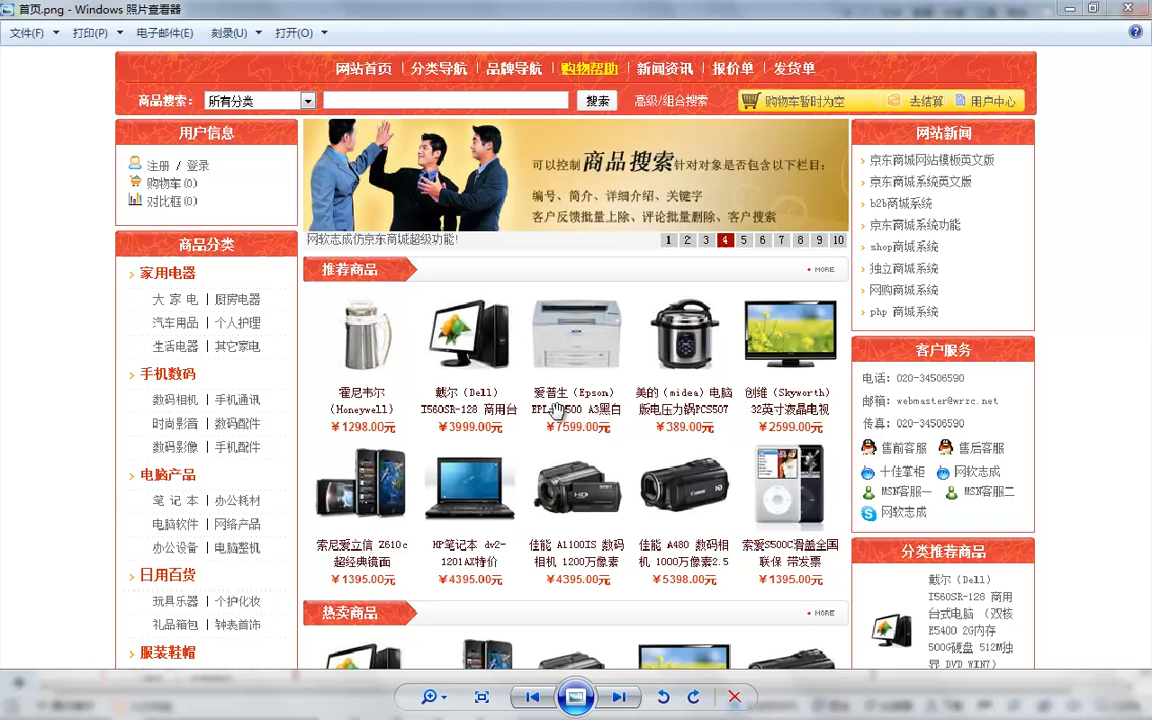 首页.png - Windows 照片查看器
文件(F) 打印(P) 电子邮件(E) 刻录(U) 打开(O)
网站首页 | 分类导航 | 品牌导航 | 购物帮助 | 新闻资讯 | 报价单 | 发货单
商品搜索: 所有分类 搜索 高级/组合搜索 购物车暂时为空 去结算 用户中心
用户信息
注册 / 登录
购物车(0)
对比框(0)
商品分类
家用电器
大 家 电 | 厨房电器
汽车用品 | 个人护理
生活电器 | 其它家电
手机数码
数码相机 | 手机通讯
时尚影音 | 数码配件
数码影像 | 手机配件
电脑产品
笔 记 本 | 办公耗材
电脑软件 | 网络产品
办公设备 | 电脑整机
日用百货
玩具乐器 | 个护化妆
礼品箱包 | 钟表首饰
服装鞋帽
可以控制 商品搜索 针对对象是否包含以下栏目:
编号、简介、详细介绍、关键字
客户反馈批量上除、评论批量删除、客户搜索
网软志成仿京东商城超级功能! 1 2 3 4 5 6 7 8 9 10
推荐商品 MORE
霍尼韦尔 戴尔(Dell) 爱普生(Epson) 美的(midea)电脑 创维(Skyworth)
(Honeywell) I560SR-128 商用台 A3黑白 版电压力锅PCS507 32英寸液晶电视
¥1298.00元 ¥3999.00元 ¥7599.00元 ¥389.00元 ¥2599.00元
索尼爱立信 Z610c HP笔记本 dv2- 佳能 A1100IS 数码 佳能 A480 数码相 索爱S500C滑盖全国
超经典镜面 1201AX特价 相机 1200万像素 机 1000万像素2.5 联保 带发票
¥1395.00元 ¥4395.00元 ¥4395.00元 ¥5398.00元 ¥1395.00元
热卖商品 MORE
网站新闻
京东商城网站模板英文版
京东商城系统英文版
b2b商城系统
京东商城系统功能
shop商城系统
独立商城系统
网购商城系统
php 商城系统
客户服务
电话: 020-34506590
邮箱: webmaster@wrzc.net
传真: 020-34506590
售前客服 售后客服
十佳掌柜 网软志成
MSN客服一 MSN客服二
网软志成
分类推荐商品
戴尔(Dell)
I560SR-128 商用
台式电脑 (双核
E5400 2G内存
500G硬盘 512M独
显 DVD WIN7)